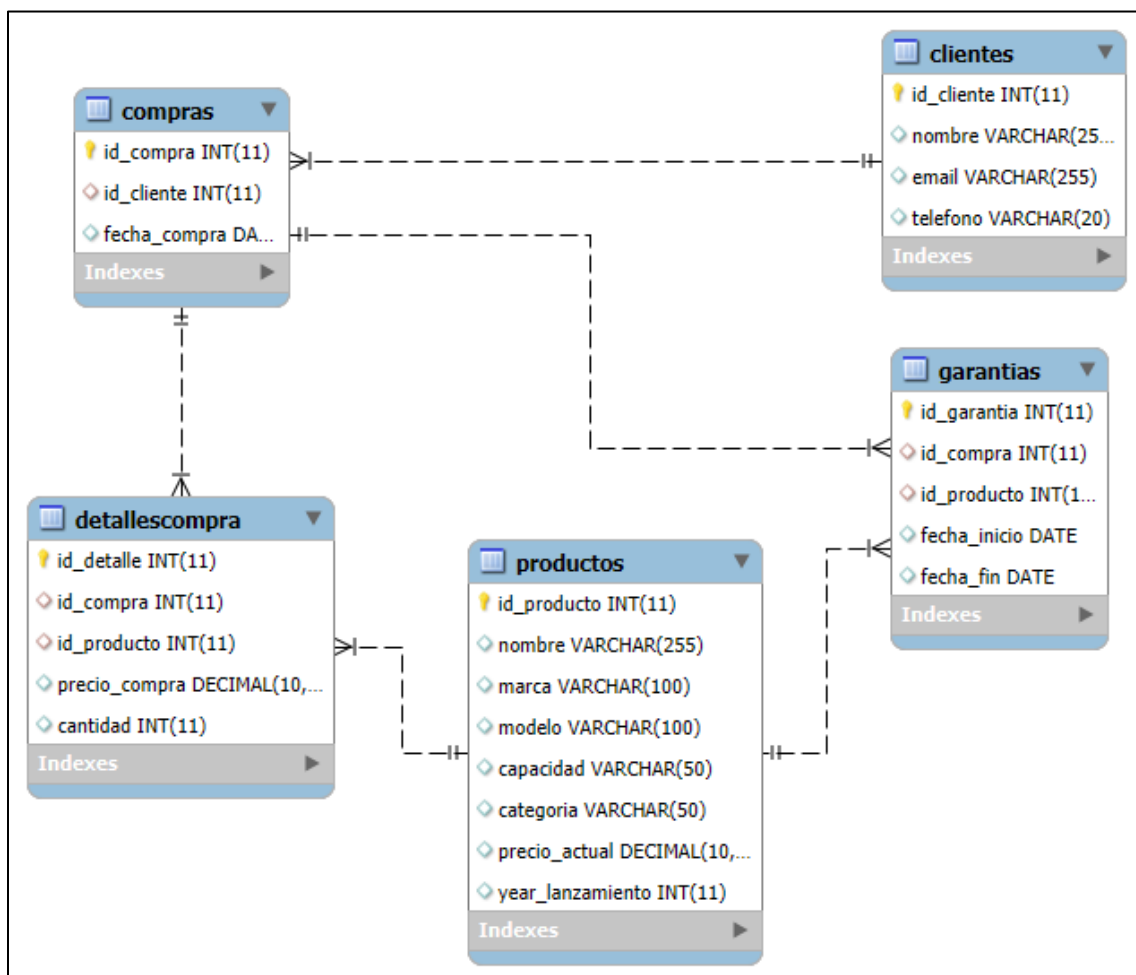 compras
id_compra INT(11)
id_cliente INT(11)
fecha_compra DA...
Indexes
clientes
id_cliente INT(11)
nombre VARCHAR(25...
email VARCHAR(255)
telefono VARCHAR(20)
Indexes
garantias
id_garantia INT(11)
id_compra INT(11)
id_producto INT(1...
fecha_inicio DATE
fecha_fin DATE
Indexes
detallescompra
id_detalle INT(11)
id_compra INT(11)
id_producto INT(11)
precio_compra DECIMAL(10,...
cantidad INT(11)
Indexes
productos
id_producto INT(11)
nombre VARCHAR(255)
marca VARCHAR(100)
modelo VARCHAR(100)
capacidad VARCHAR(50)
categoria VARCHAR(50)
precio_actual DECIMAL(10,...
year_lanzamiento INT(11)
Indexes